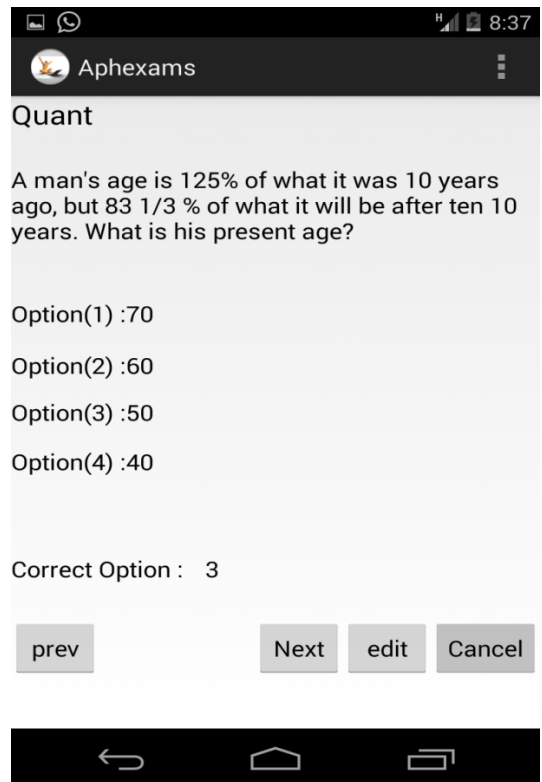 H 8:37
Aphexams
Quant
A man's age is 125% of what it was 10 years
ago, but 83 1/3 % of what it will be after ten 10
years. What is his present age?
Option(1) :70
Option(2) :60
Option(3) :50
Option(4) :40
Correct Option : 3
prev Next edit Cancel